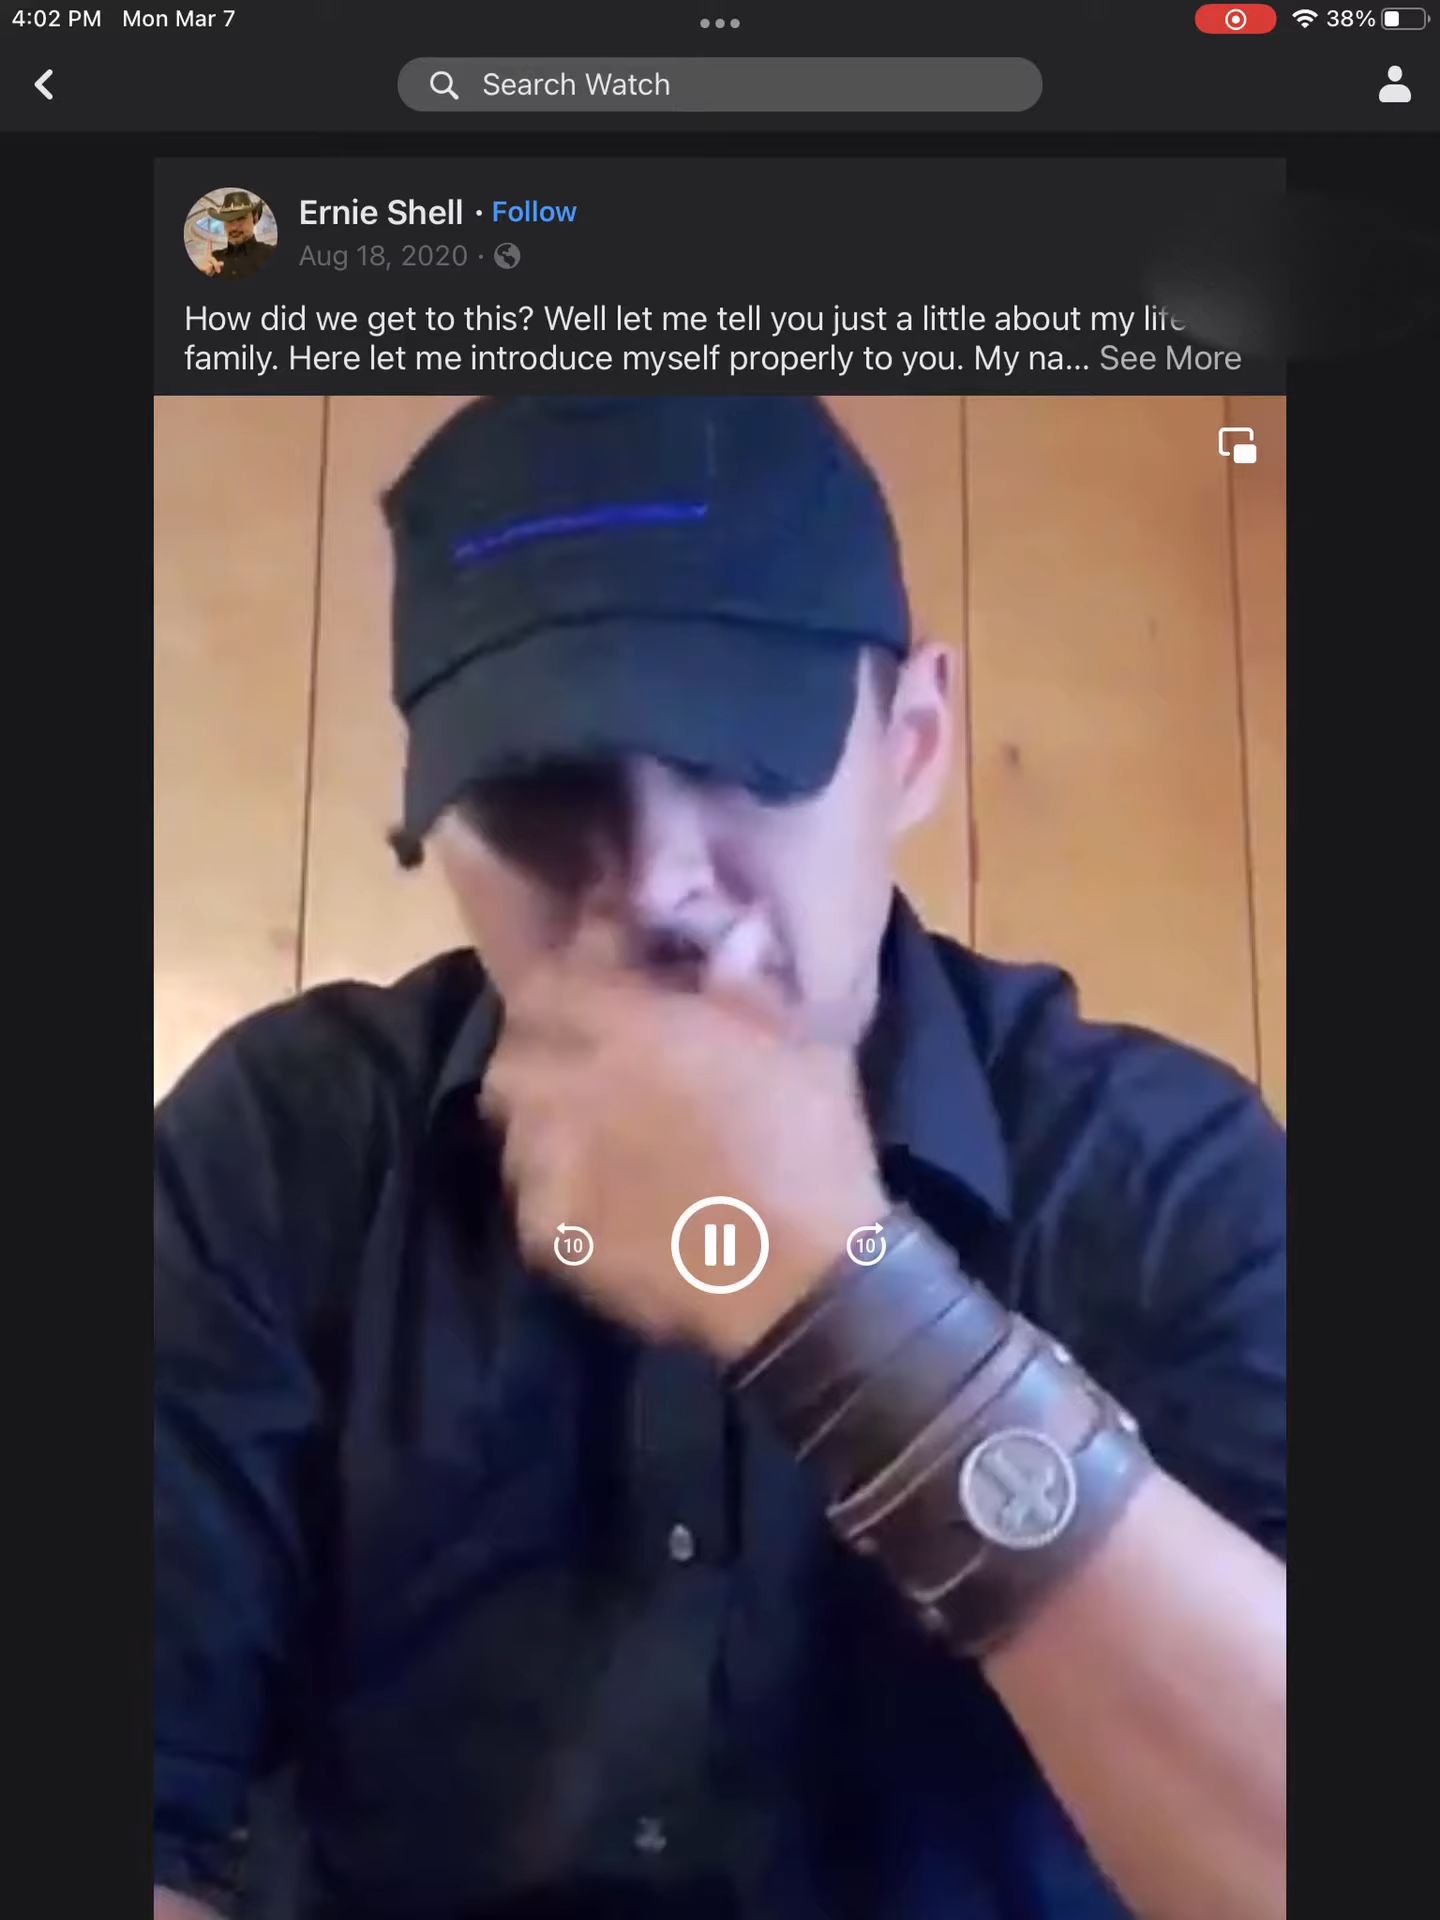 4:02 PM Mon Mar 7
38%
Search Watch
Ernie Shell · Follow
Aug 18, 2020 ·
How did we get to this? Well let me tell you just a little about my life
family. Here let me introduce myself properly to you. My na... See More
10
10